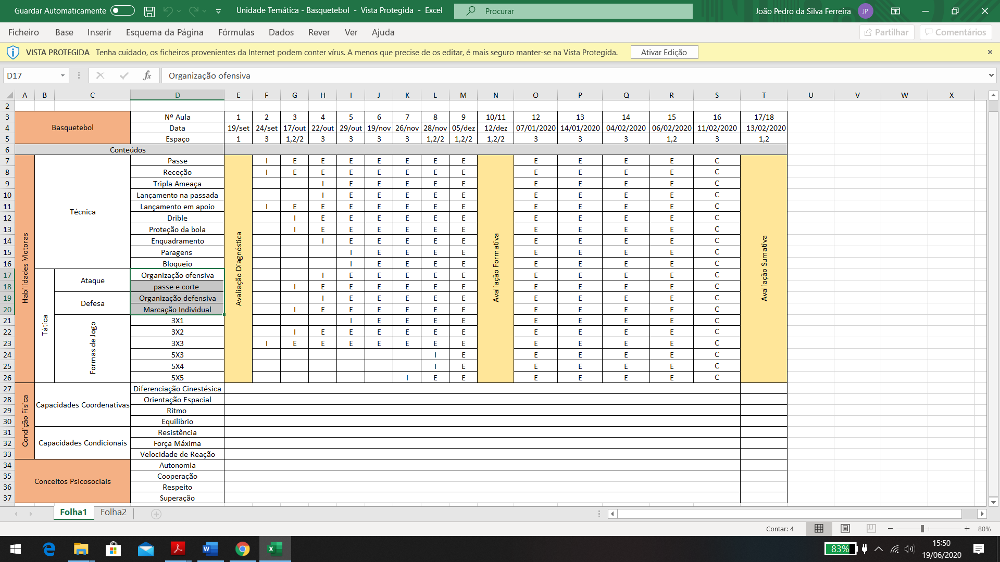 Guardar Automaticamente Unidade Temática - Basquetebol - Vista Protegida - Excel Procurar João Pedro da Silva Ferreira JP
Ficheiro Base Inserir Esquema da Página Fórmulas Dados Rever Ver Ajuda Partilhar Comentários
VISTA PROTEGIDA Tenha cuidado, os ficheiros provenientes da Internet podem conter vírus. A menos que precise de os editar, é mais seguro manter-se na Vista Protegida. Ativar Edição
D17 fx Organização ofensiva
A B C D E F G H I J K L M N O P Q R S T U V W X
2
3 Basquetebol Nº Aula 1 2 3 4 5 6 7 8 9 10/11 12 13 14 15 16 17/18
4 Data 19/set 24/set 17/out 22/out 29/out 19/nov 26/nov 28/nov 05/dez 12/dez 07/01/2020 14/01/2020 04/02/2020 06/02/2020 11/02/2020 13/02/2020
5 Espaço 1 3 1,2/2 3 3 3 3 1,2/2 1,2/2 1,2/2 3 3 3 1,2 3 1,2
6 Conteúdos
Habilidades Motoras
Técnica
Avaliação Diagnóstica
Avaliação Formativa
Avaliação Sumativa
7 Passe I E E E E E E E E E E E C
8 Receção I E E E E E E E E E E E C
9 Tripla Ameaça I E E E E E E E E E C
10 Lançamento na passada I E E E E E E E E E C
11 Lançamento em apoio I E E E E E E E E E E E C
12 Drible I E E E E E E E E E E C
13 Proteção da bola I E E E E E E E E E E C
14 Enquadramento I E E E E E E E E E C
15 Paragens I E E E E E E E E C
16 Bloqueio I E E E E E E E E C
Tática
Ataque
17 Organização ofensiva I E E E E E E E E E C
18 passe e corte I E E E E E E E E E E C
Defesa
19 Organização defensiva I E E E E E E E E E C
20 Marcação Individual I E E E E E E E E E E C
Formas de Jogo
21 3X1 I E E E E E E E E C
22 3X2 I E E E E E E E E E E C
23 3X3 I E E E E E E E E E E E C
24 5X3 I E E E E E C
25 5X4 I E E E E E C
26 5X5 I E E E E E E C
Condição Física
Capacidades Coordenativas
27 Diferenciação Cinestésica
28 Orientação Espacial
29 Ritmo
30 Equilibrio
Capacidades Condicionais
31 Resistência
32 Força Máxima
33 Velocidade de Reação
Conceitos Psicosociais
34 Autonomia
35 Cooperação
36 Respeito
37 Superação
Folha1 Folha2
Contar: 4 80%
83% 15:50
19/06/2020